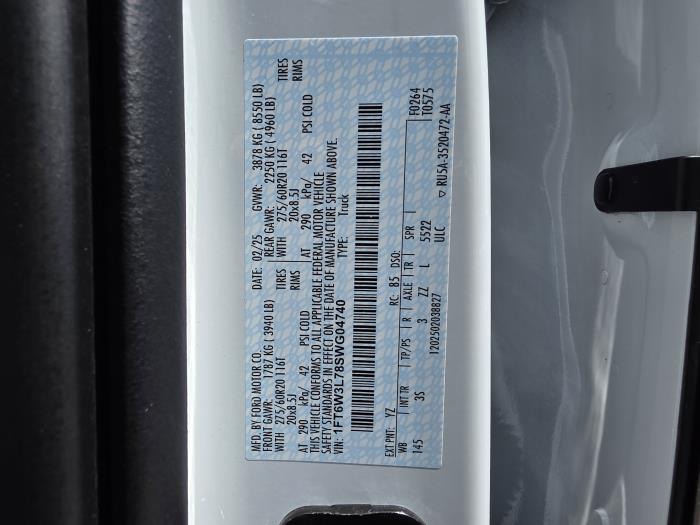 MFD. BY FORD MOTOR CO. DATE: 02/25 GVWR: 3878 KG ( 8550 LB)
FRONT GAWR: 1787 KG ( 3940 LB) REAR GAWR: 2250 KG ( 4960 LB)
WITH 275/60R20 116T TIRES WITH 275/60R20 116T TIRES
20x8.5J RIMS 20x8.5J RIMS
AT 290 kPa/ 42 PSI COLD AT 290 kPa/ 42 PSI COLD
THIS VEHICLE CONFORMS TO ALL APPLICABLE FEDERAL MOTOR VEHICLE
SAFETY STANDARDS IN EFFECT ON THE DATE OF MANUFACTURE SHOWN ABOVE.
VIN: 1FT6W3L78SWG04740 TYPE: Truck
F0264
T0575
EXT PNT: YZ RC: 85 DSO:
WB INT TR TP/PS R AXLE TR SPR
145 3S 3 ZZ L 5522
ULC
1202502038827 ▽ RU5A-3520472-AA